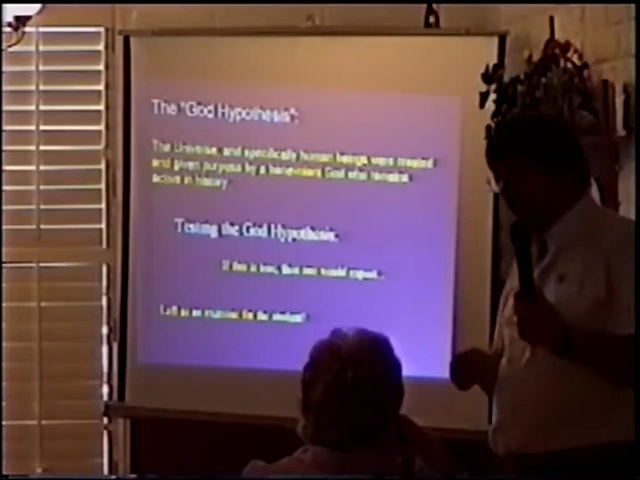 The "God Hypothesis":
The Universe, and specifically human beings, were created
and given purpose by a benevolent God who remains
active in history.
Testing the God Hypothesis.
If this is true, then one would expect...
Left as an exercise for the student!